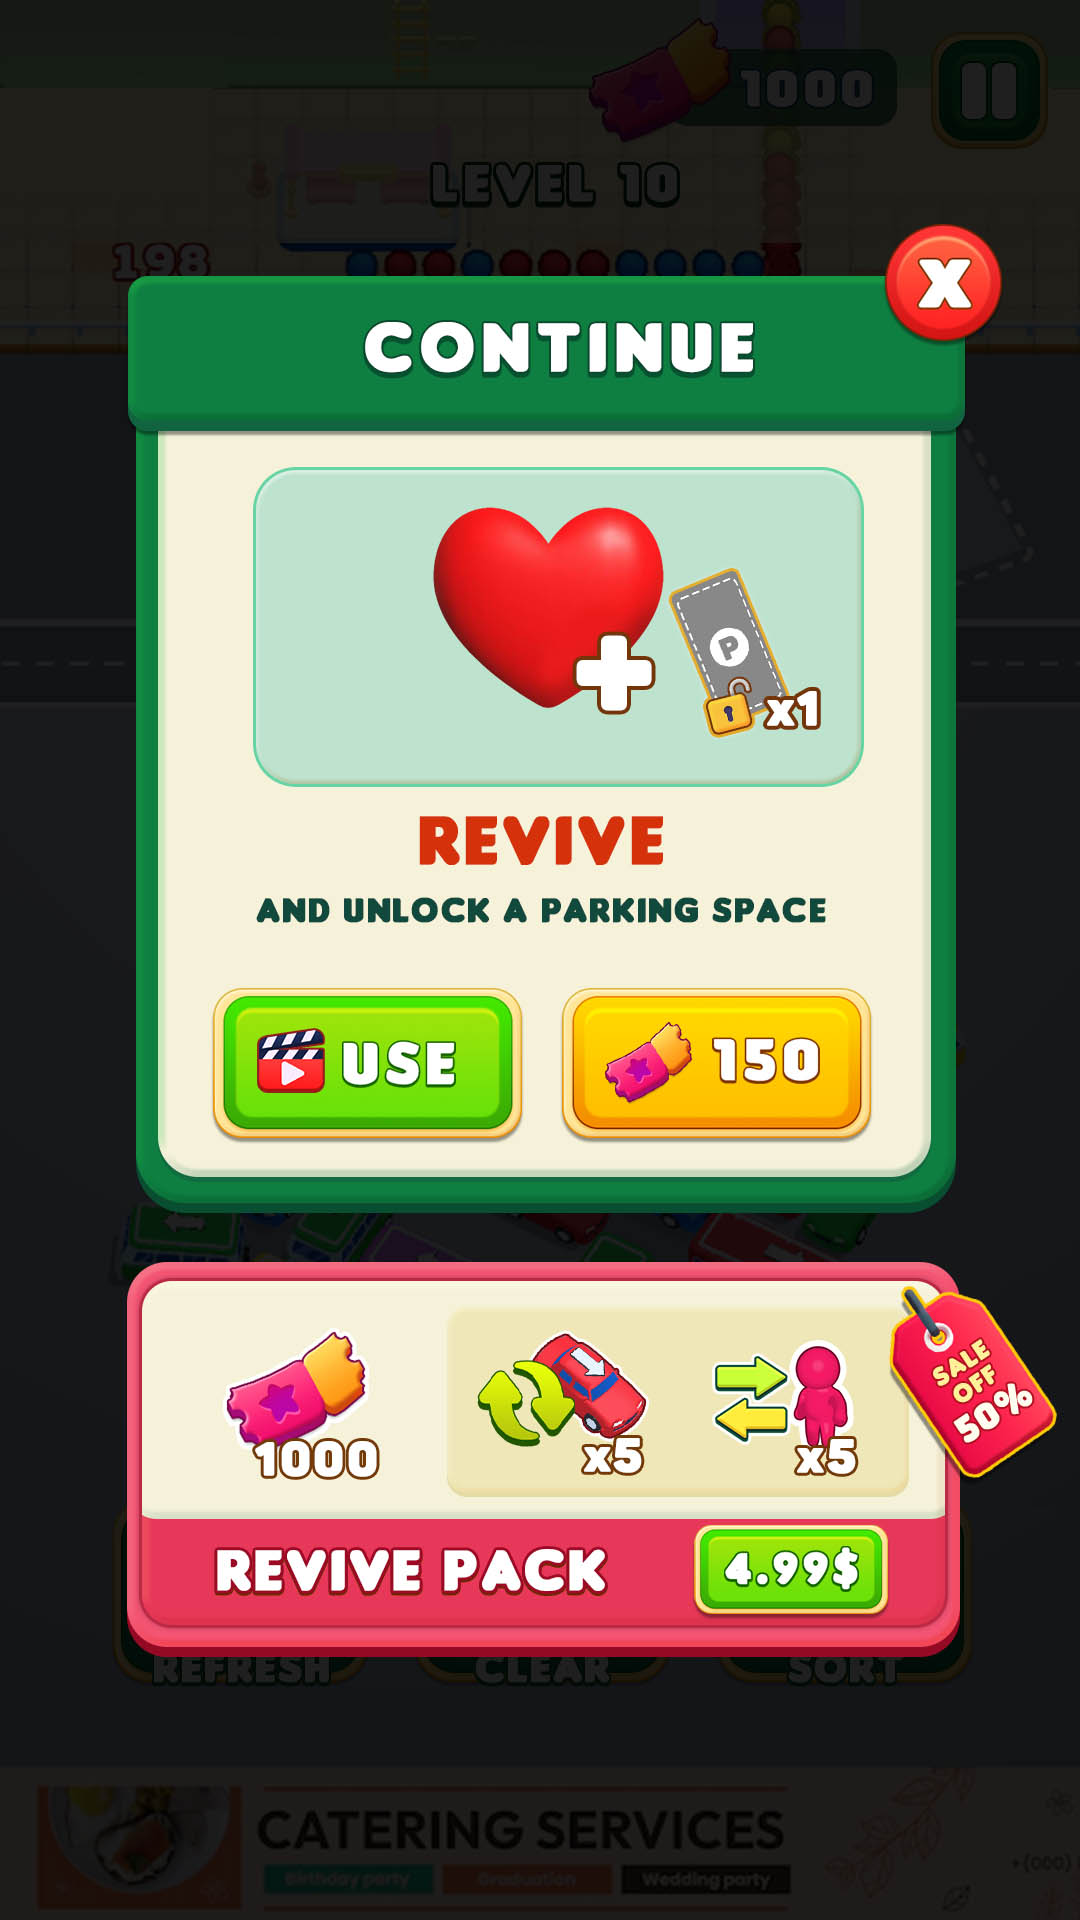 1000
LEVEL 10
198
X
CONTINUE
P
x1
REVIVE
AND UNLOCK A PARKING SPACE
USE
150
SALE
OFF
50%
1000
x5
x5
REVIVE PACK
4.99$
REFRESH
CLEAR
SORT
CATERING SERVICES
Birthday party
Graduation
Wedding party
+(000)